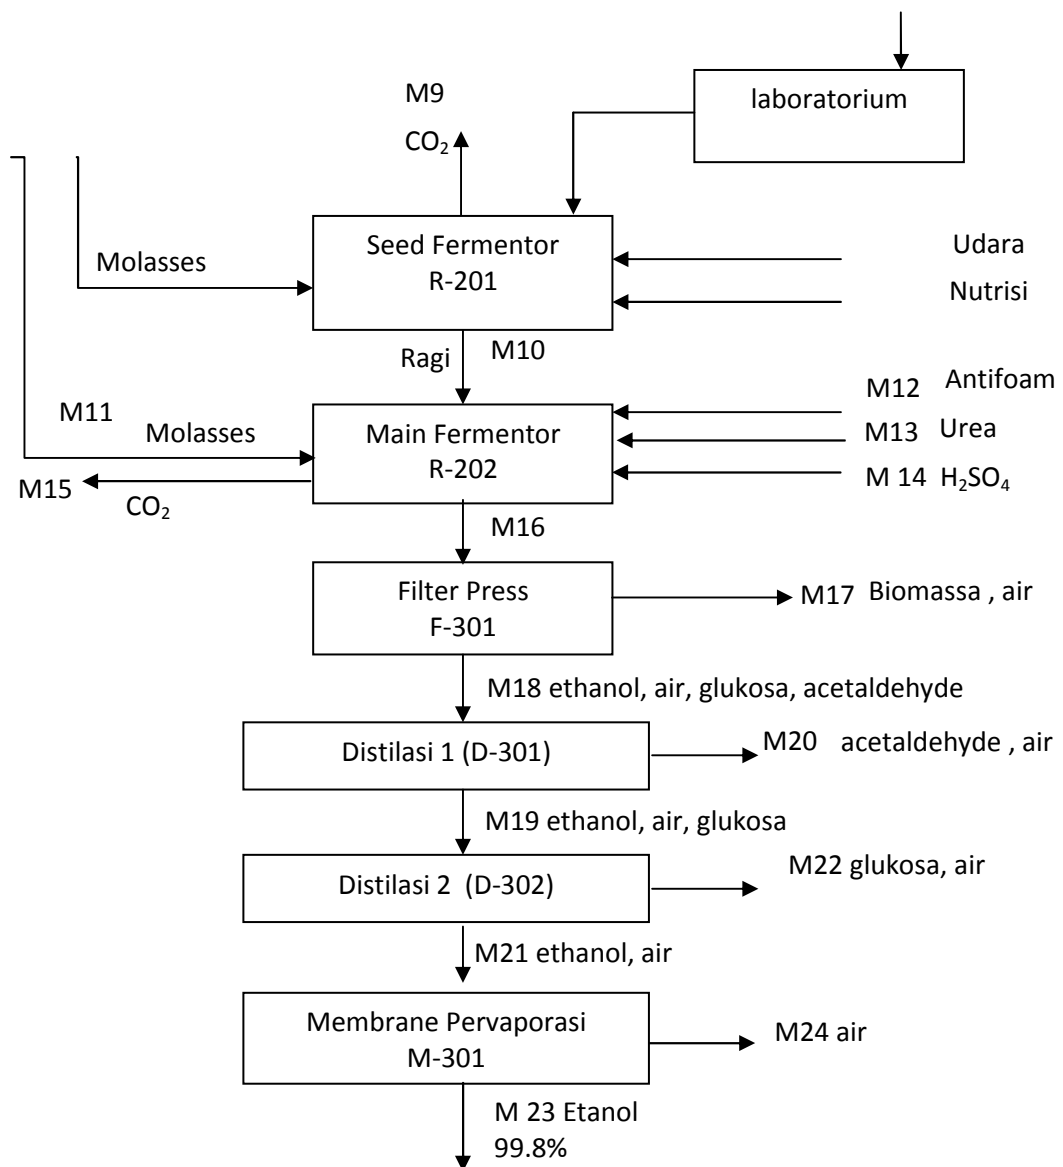 M9
CO₂
laboratorium
Seed Fermentor
R-201
Udara
Nutrisi
Molasses
Ragi
M10
M11
Molasses
Main Fermentor
R-202
M12 Antifoam
M13 Urea
M 14 H₂SO₄
M15
CO₂
M16
Filter Press
F-301
M17 Biomassa , air
M18 ethanol, air, glukosa, acetaldehyde
Distilasi 1 (D-301)
M20 acetaldehyde , air
M19 ethanol, air, glukosa
Distilasi 2 (D-302)
M22 glukosa, air
M21 ethanol, air
Membrane Pervaporasi
M-301
M24 air
M 23 Etanol
99.8%